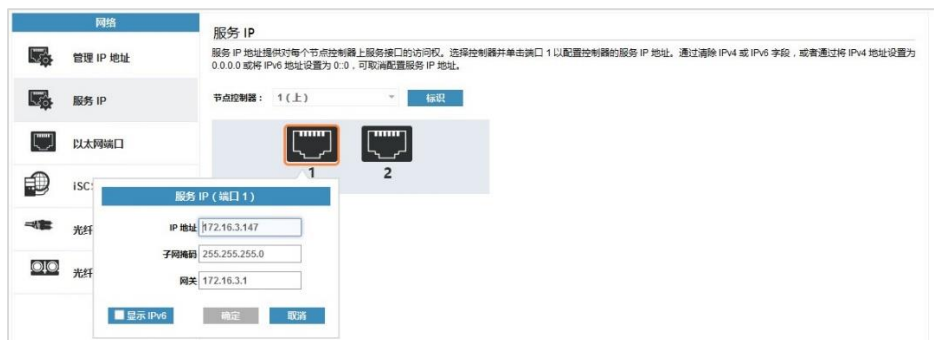 网络
管理 IP 地址
服务 IP
以太网端口
iSC
光纤
光纤
服务 IP
服务 IP 地址提供对每个节点控制器上服务接口的访问权。选择控制器并单击端口 1 以配置控制器的服务 IP 地址。通过清除 IPv4 或 IPv6 字段，或者通过将 IPv4 地址设置为
0.0.0.0 或将 IPv6 地址设置为 0::0，可取消配置服务 IP 地址。
节点控制器： 1 (上) 标识
1 2
服务 IP ( 端口 1 )
IP 地址 172.16.3.147
子网掩码 255.255.255.0
网关 172.16.3.1
显示 IPv6 确定 取消